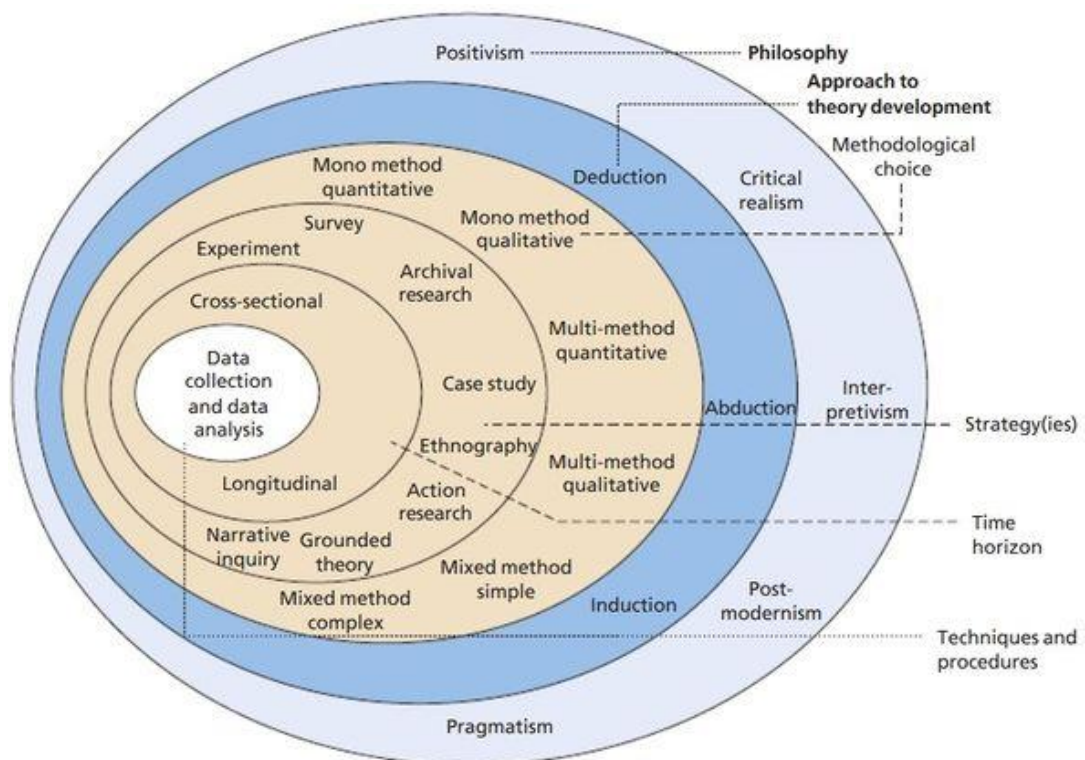 Positivism
Philosophy
Approach to
theory development
Methodological
choice
Deduction
Critical
realism
Mono method
quantitative
Mono method
qualitative
Survey
Experiment
Archival
research
Cross-sectional
Multi-method
quantitative
Data
collection
and data
analysis
Case study
Abduction
Inter-
pretivism
Strategy(ies)
Ethnography
Multi-method
qualitative
Longitudinal
Action
research
Time
horizon
Narrative
inquiry
Grounded
theory
Mixed method
simple
Mixed method
complex
Induction
Post-
modernism
Techniques and
procedures
Pragmatism